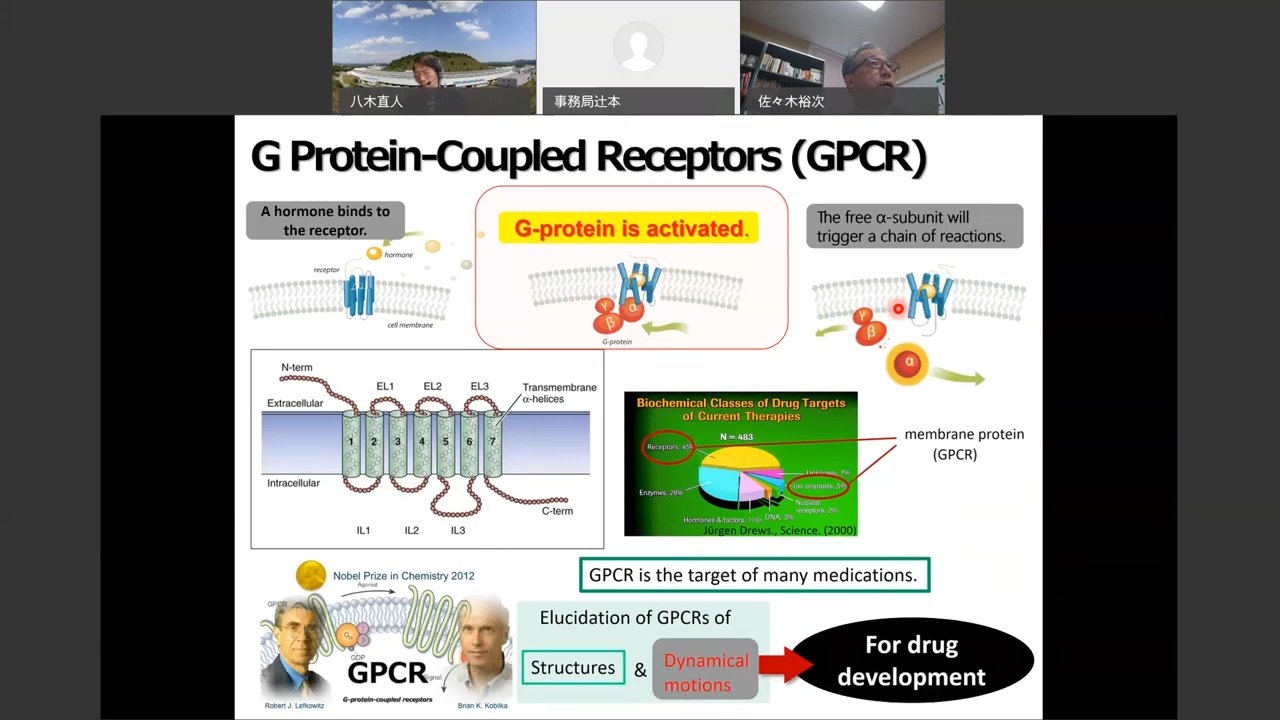 八木直人
事務局辻本
佐々木裕次
G Protein-Coupled Receptors (GPCR)
A hormone binds to
the receptor.
hormone
receptor
cell membrane
G-protein is activated.
γ
β
α
G-protein
The free α-subunit will
trigger a chain of reactions.
γ
β
α
N-term
EL1
EL2
EL3
Transmembrane
α-helices
Extracellular
1
2
3
4
5
6
7
Intracellular
C-term
IL1
IL2
IL3
Biochemical Classes of Drug Targets
of Current Therapies
N = 483
Receptors, 45%
Enzymes, 28%
Hormones & factors, 11%
DNA, 2%
Nuclear
receptors, 2%
Ion channels, 5%
Unknown, 7%
Jürgen Drews., Science. (2000)
membrane protein
(GPCR)
GPCR is the target of many medications.
Nobel Prize in Chemistry 2012
Agonist
GPCR
GDP
GPCR
Signal
G-protein-coupled receptors
Robert J. Lefkowitz
Brian K. Kobilka
Elucidation of GPCRs of
Structures
&
Dynamical
motions
For drug
development